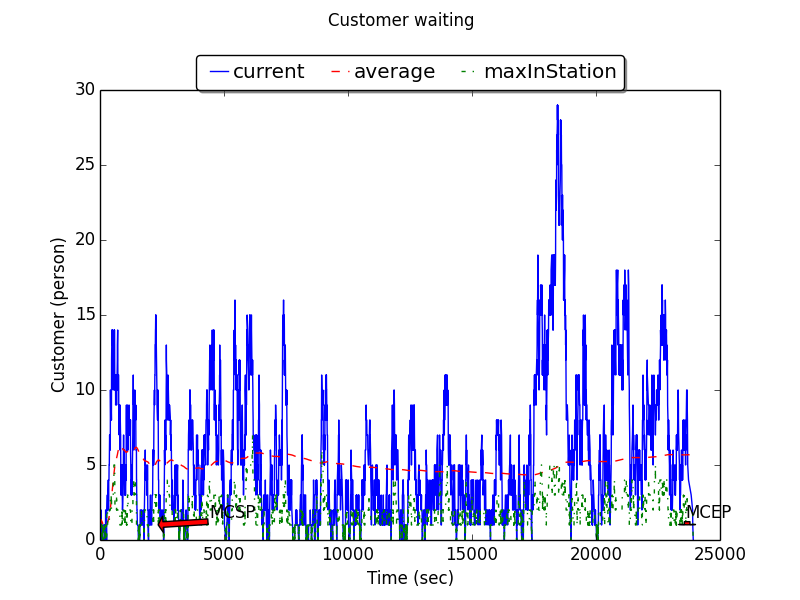 Customer waiting
current average maxInStation
30
25
20
15
10
5
0
Customer (person)
MCSP
MCEP
0 5000 10000 15000 20000 25000
Time (sec)